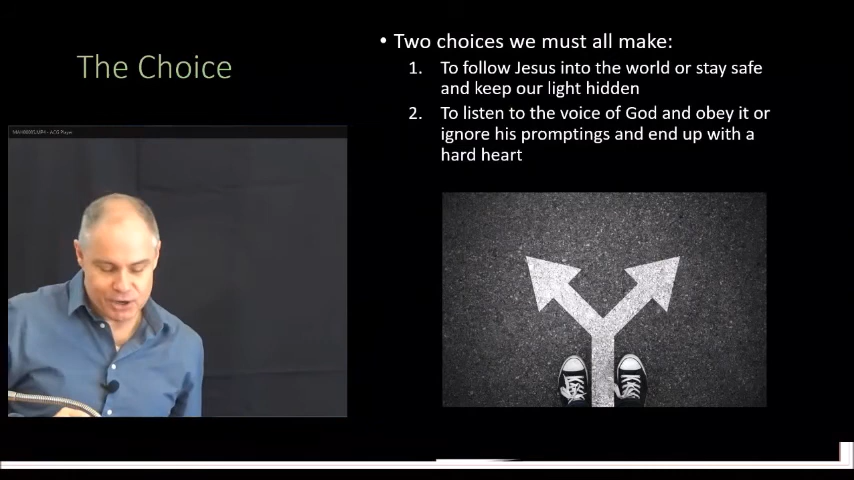 The Choice
• Two choices we must all make:
1. To follow Jesus into the world or stay safe
and keep our light hidden
2. To listen to the voice of God and obey it or
ignore his promptings and end up with a
hard heart